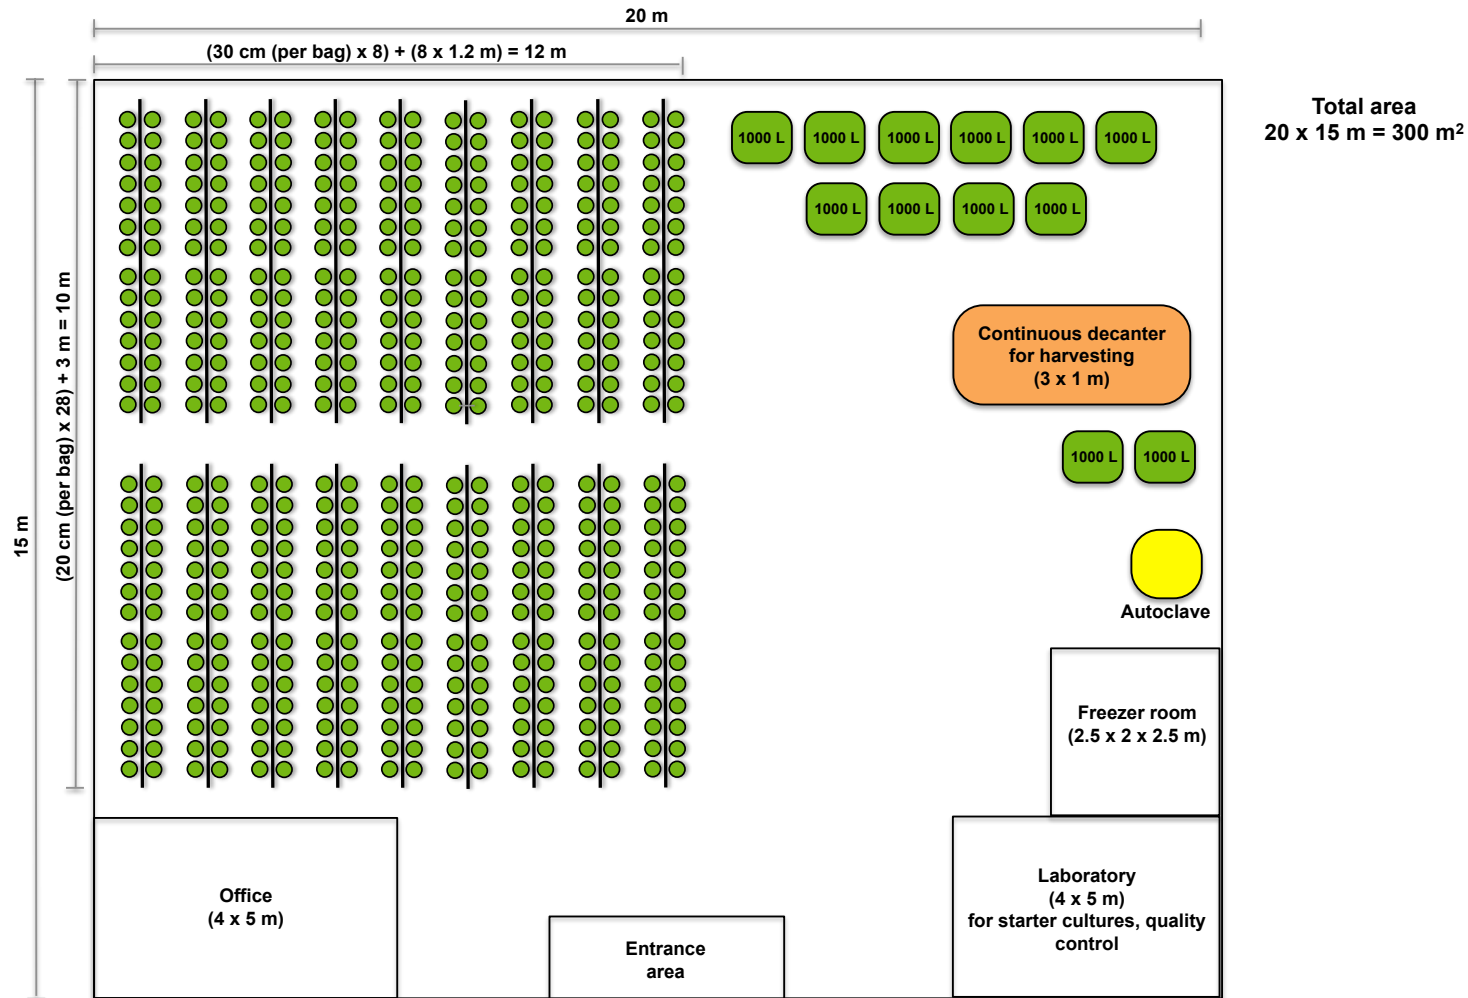 20 m
(30 cm (per bag) x 8) + (8 x 1.2 m) = 12 m
Total area
20 x 15 m = 300 m²
15 m
(20 cm (per bag) x 28) + 3 m = 10 m
1000 L
1000 L
1000 L
1000 L
1000 L
1000 L
1000 L
1000 L
1000 L
1000 L
Continuous decanter
for harvesting
(3 x 1 m)
1000 L
1000 L
Autoclave
Freezer room
(2.5 x 2 x 2.5 m)
Office
(4 x 5 m)
Entrance
area
Laboratory
(4 x 5 m)
for starter cultures, quality
control